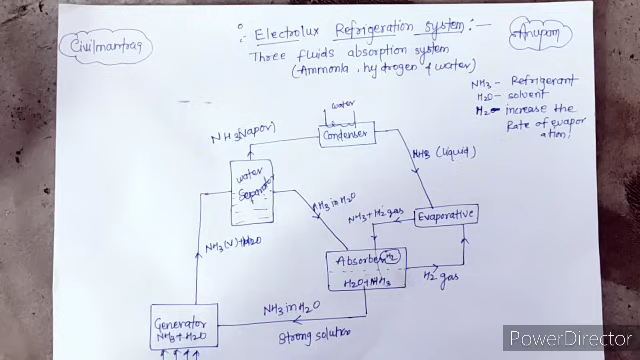 Civilmantraa
∴ Electrolux Refrigeration system :—
Three fluids absorption system
(Ammonia, hydrogen & water)
Anupam
NH3 - Refrigerant
H2O - solvent
H2 - increase the
Rate of evapor
ation!
water
NH3(vapor)
Condenser
NH3 (liquid)
water
Separator
NH3 in H2O
NH3 + H2 gas
Evaporative
NH3(v)+H2O
Absorber H2
H2O+NH3
H2 gas
NH3 in H2O
Strong solution
Generator
NH3 + H2O
PowerDirector